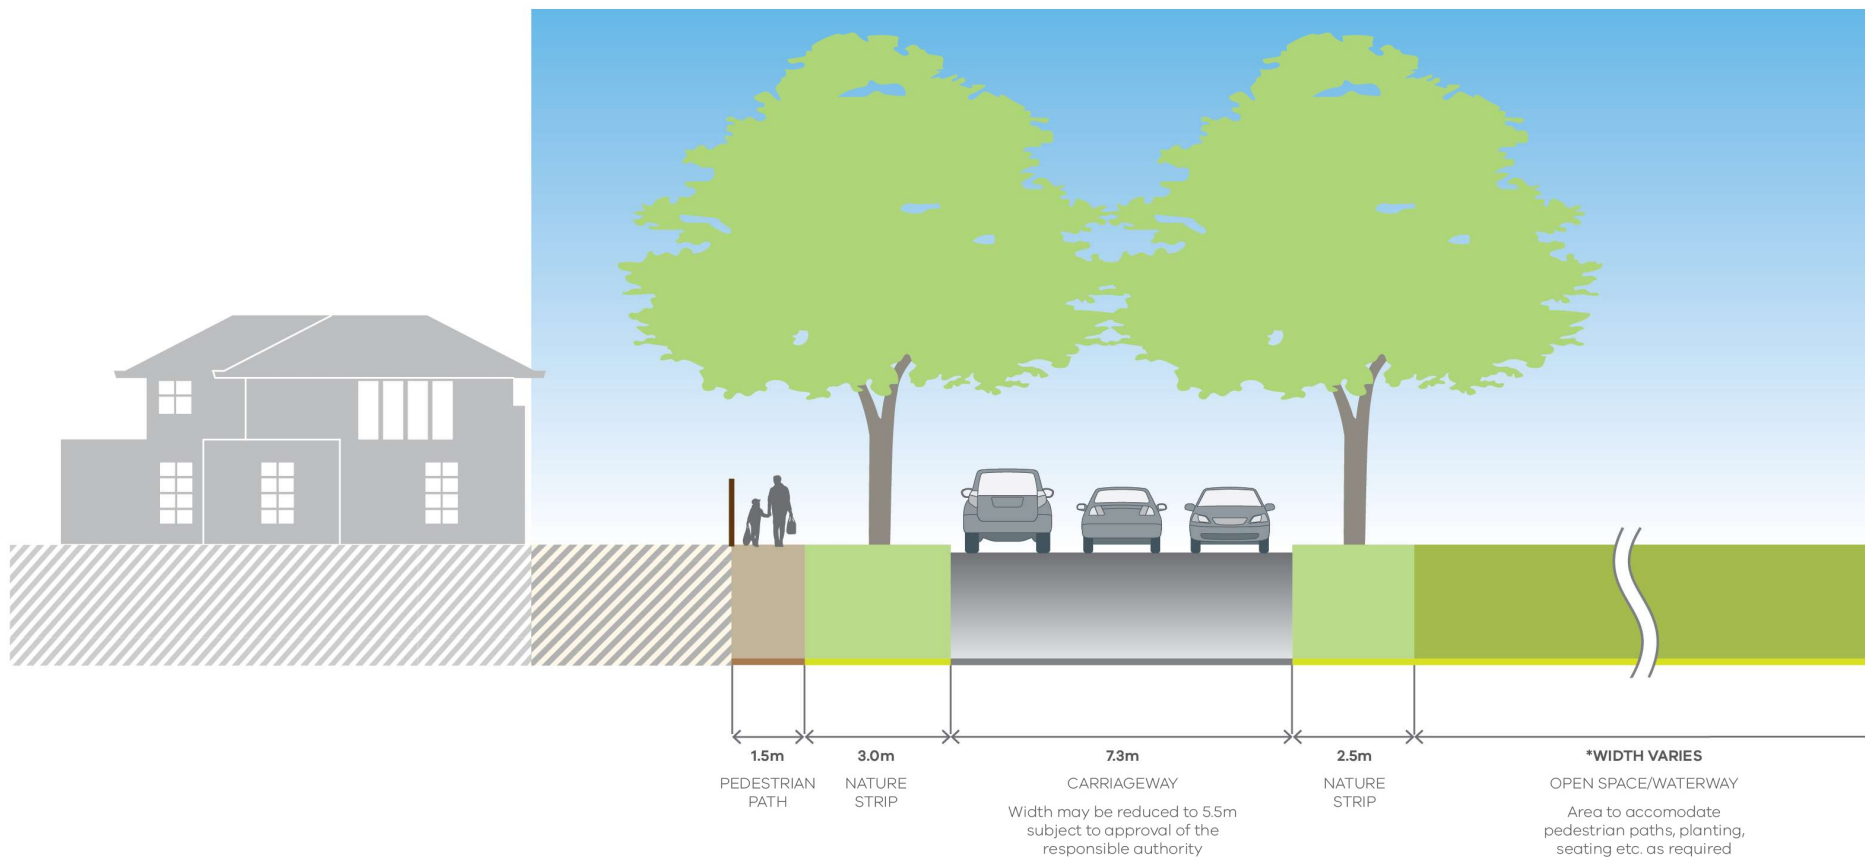 1.5m
PEDESTRIAN
PATH
3.0m
NATURE
STRIP
7.3m
CARRIAGEWAY
Width may be reduced to 5.5m
subject to approval of the
responsible authority
2.5m
NATURE
STRIP
*WIDTH VARIES
OPEN SPACE/WATERWAY
Area to accomodate
pedestrian paths, planting,
seating etc. as required